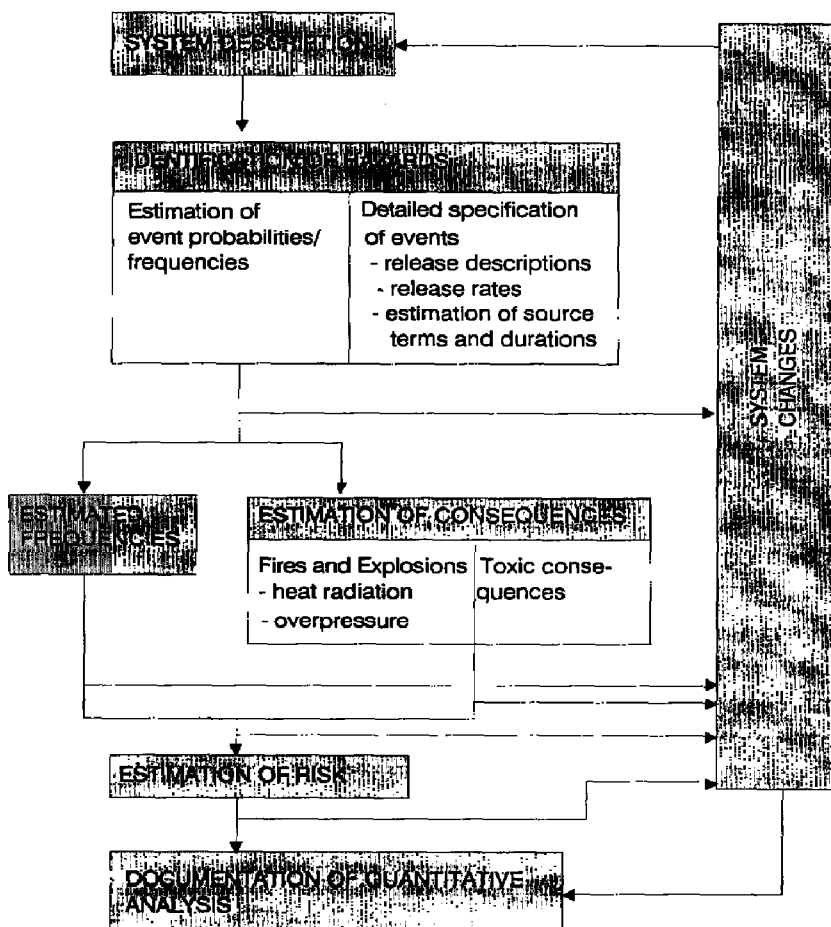 SYSTEM DESCRIPTION
IDENTIFICATION OF HAZARDS
Estimation of
event probabilities/
frequencies
Detailed specification
of events
- release descriptions
- release rates
- estimation of source
terms and durations
SYSTEM
CHANGES
ESTIMATED
FREQUENCIES
ESTIMATION OF CONSEQUENCES
Fires and Explosions
- heat radiation
- overpressure
Toxic conse-
quences
ESTIMATION OF RISK
DOCUMENTATION OF QUANTITATIVE
ANALYSIS